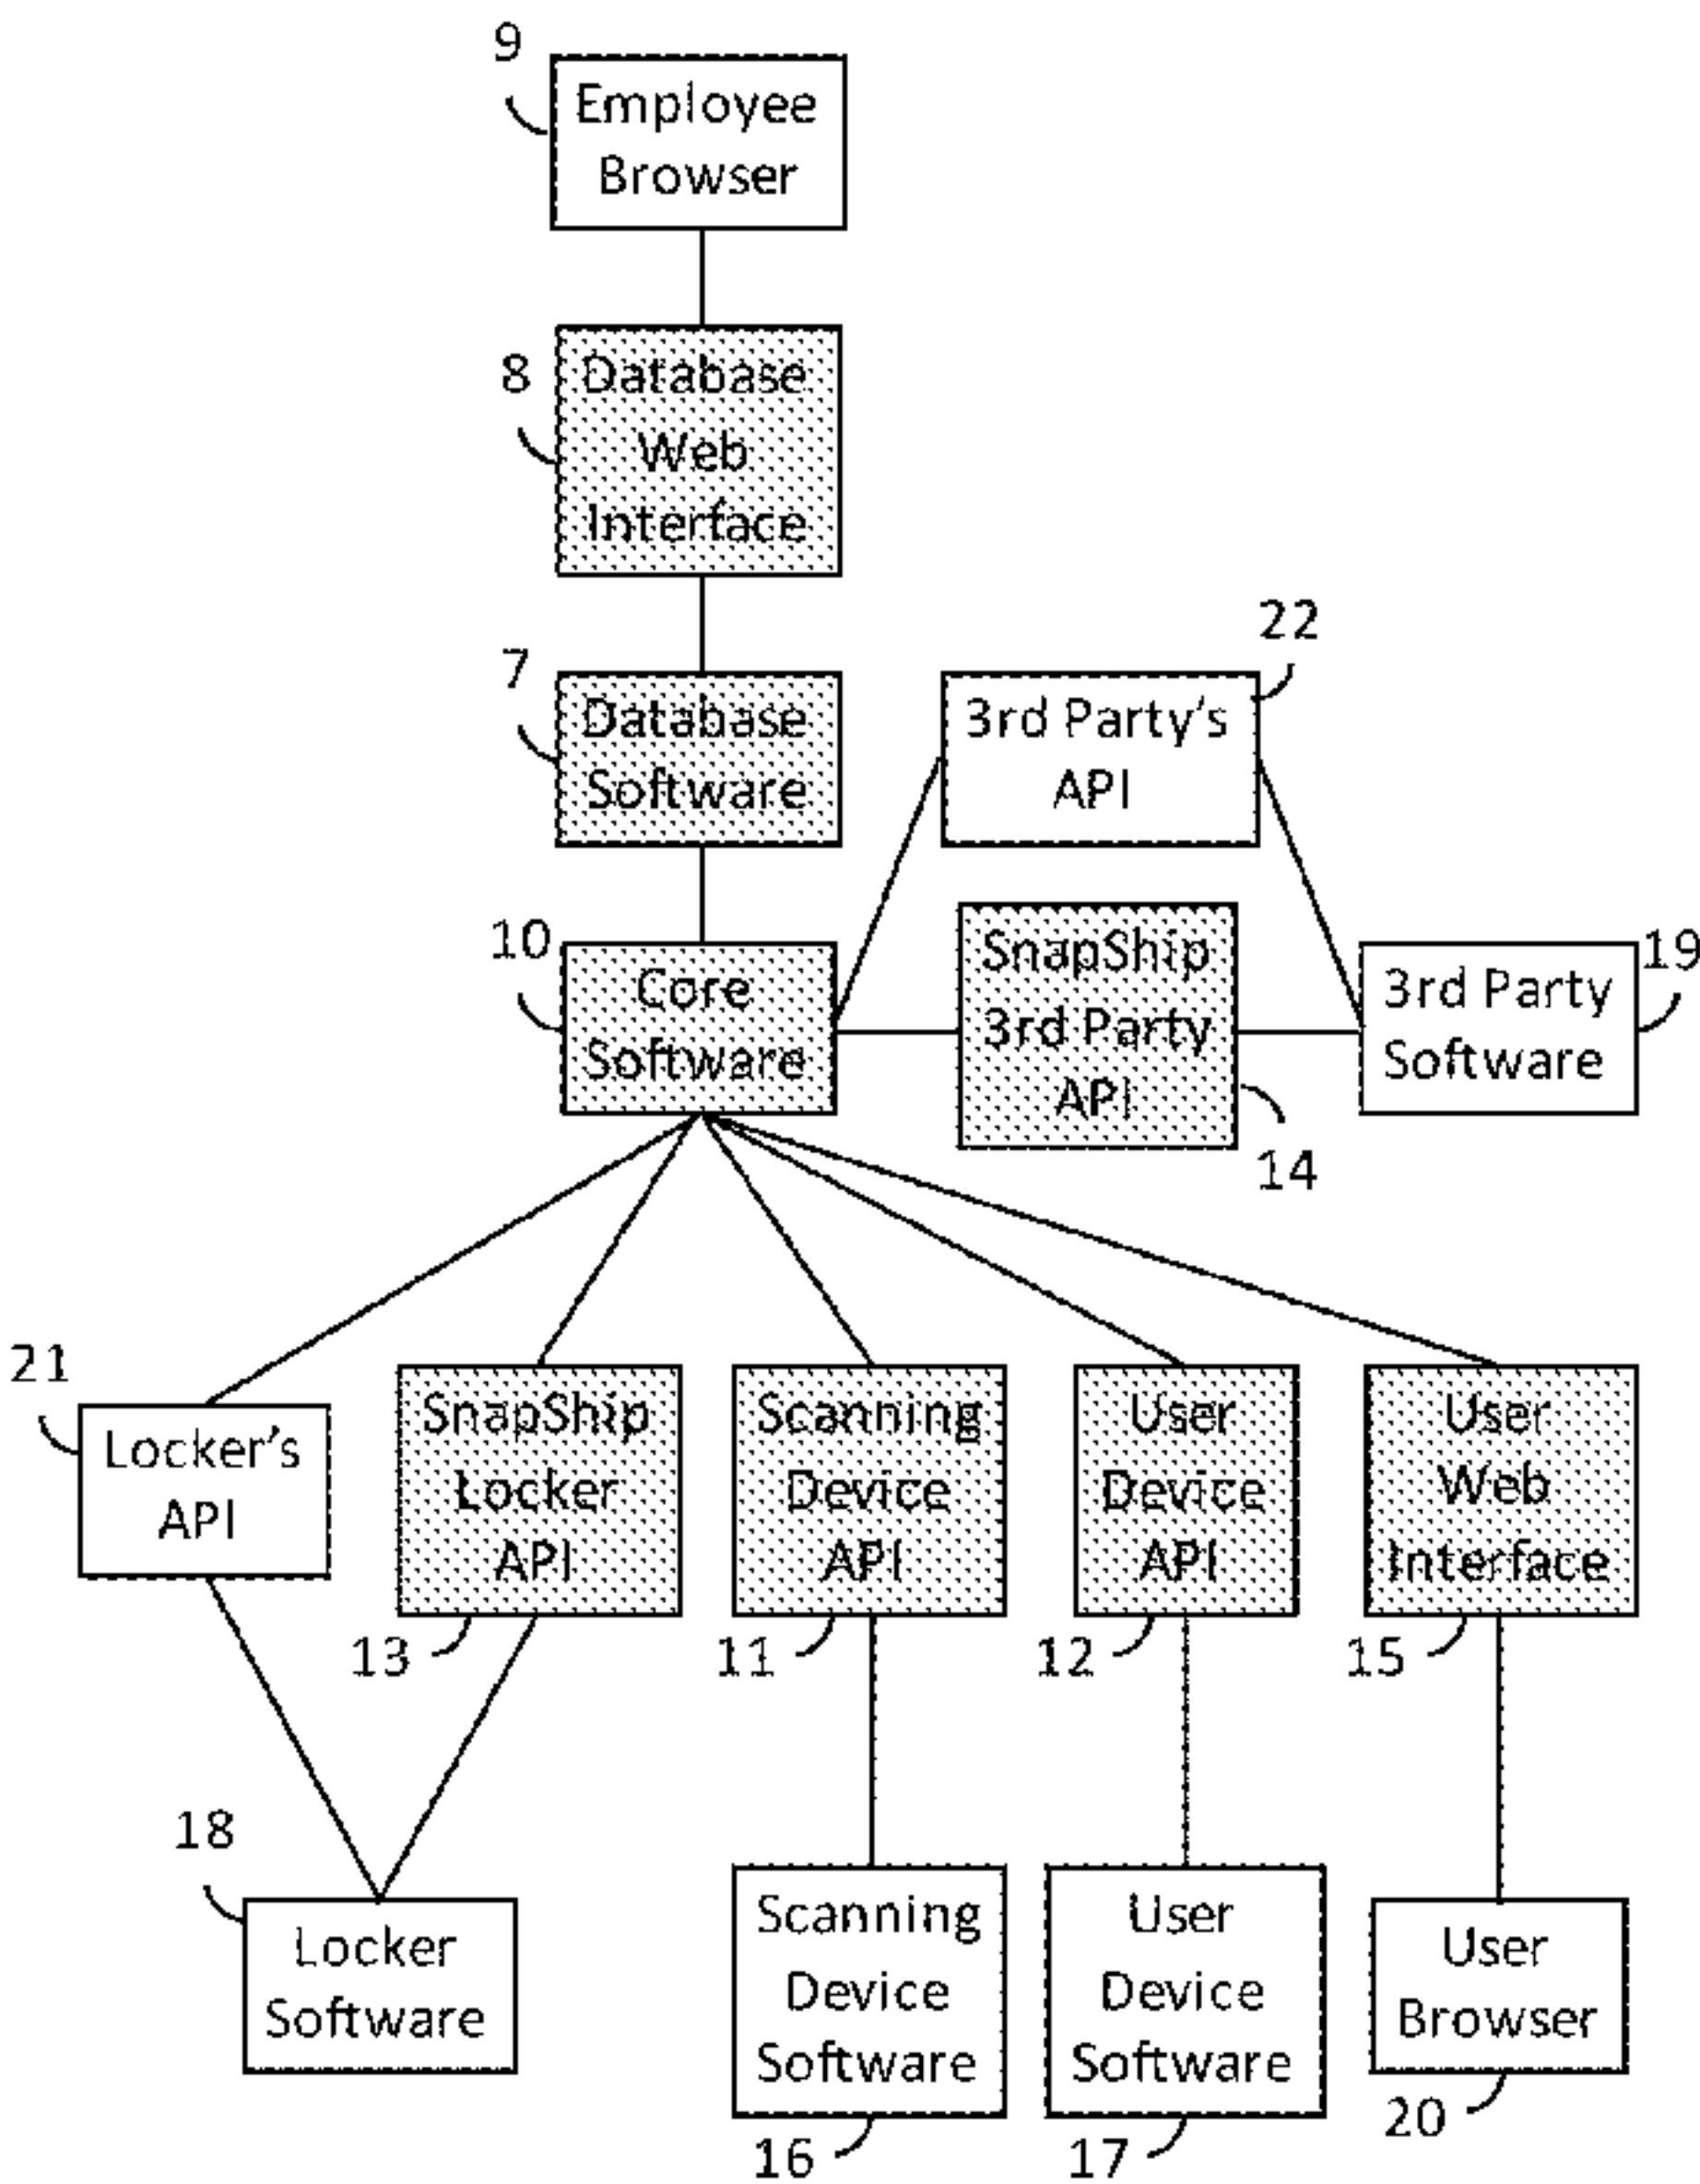 9
Employee
Browser
8
Database
Web
Interface
7
Database
Software
22
3rd Party's
API
10
Core
Software
SnapShip
3rd Party
API
14
19
3rd Party
Software
21
Locker's
API
SnapShip
Locker
API
13
Scanning
Device
API
11
User
Device
API
12
User
Web
Interface
15
18
Locker
Software
Scanning
Device
Software
16
User
Device
Software
17
User
Browser
20